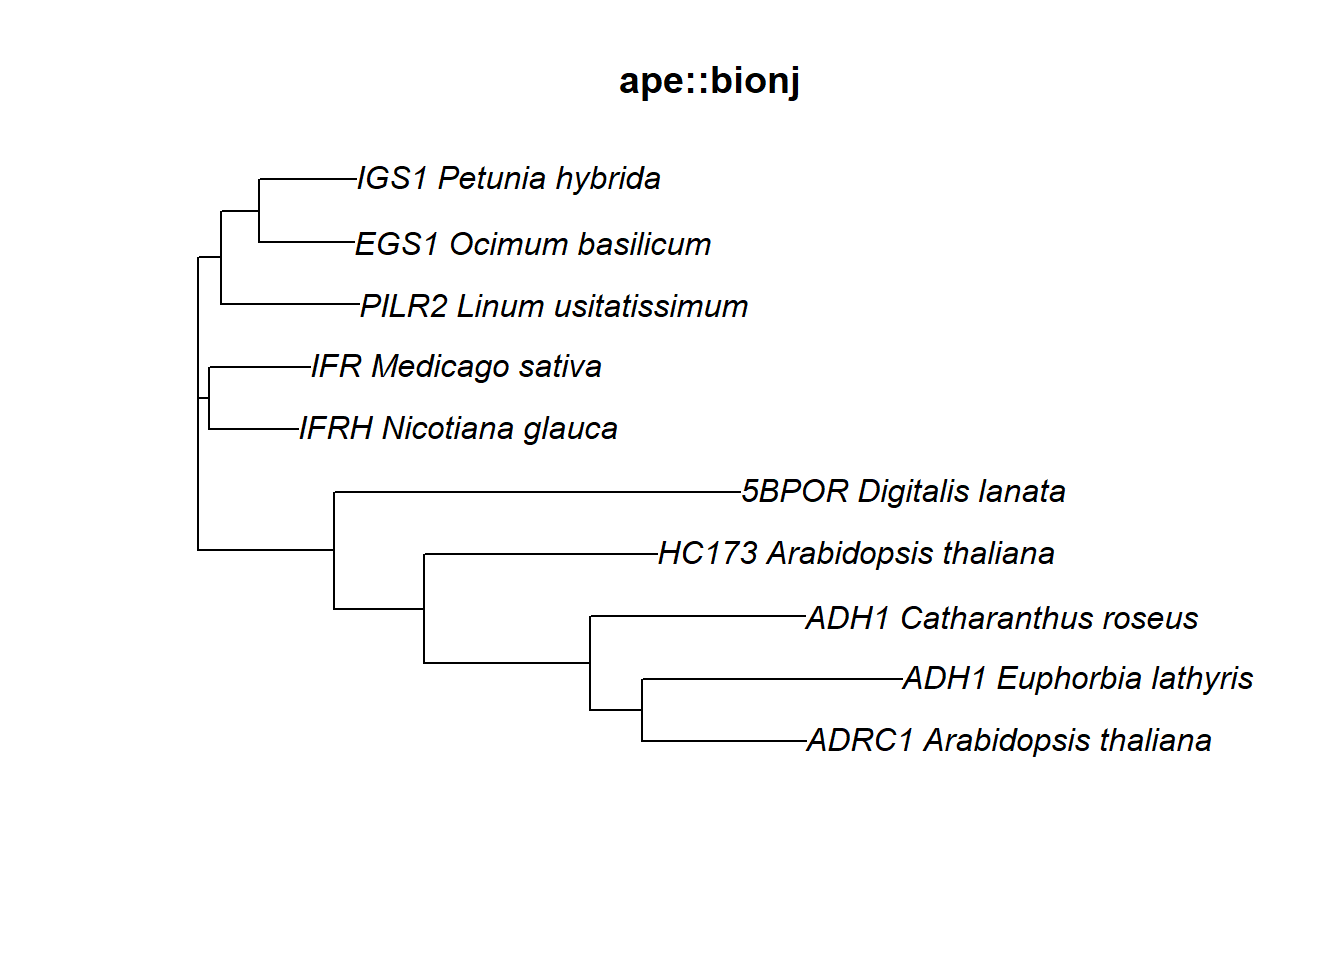 ape::bionj
IGS1 Petunia hybrida
EGS1 Ocimum basilicum
PILR2 Linum usitatissimum
IFR Medicago sativa
IFRH Nicotiana glauca
5BPOR Digitalis lanata
HC173 Arabidopsis thaliana
ADH1 Catharanthus roseus
ADH1 Euphorbia lathyris
ADRC1 Arabidopsis thaliana